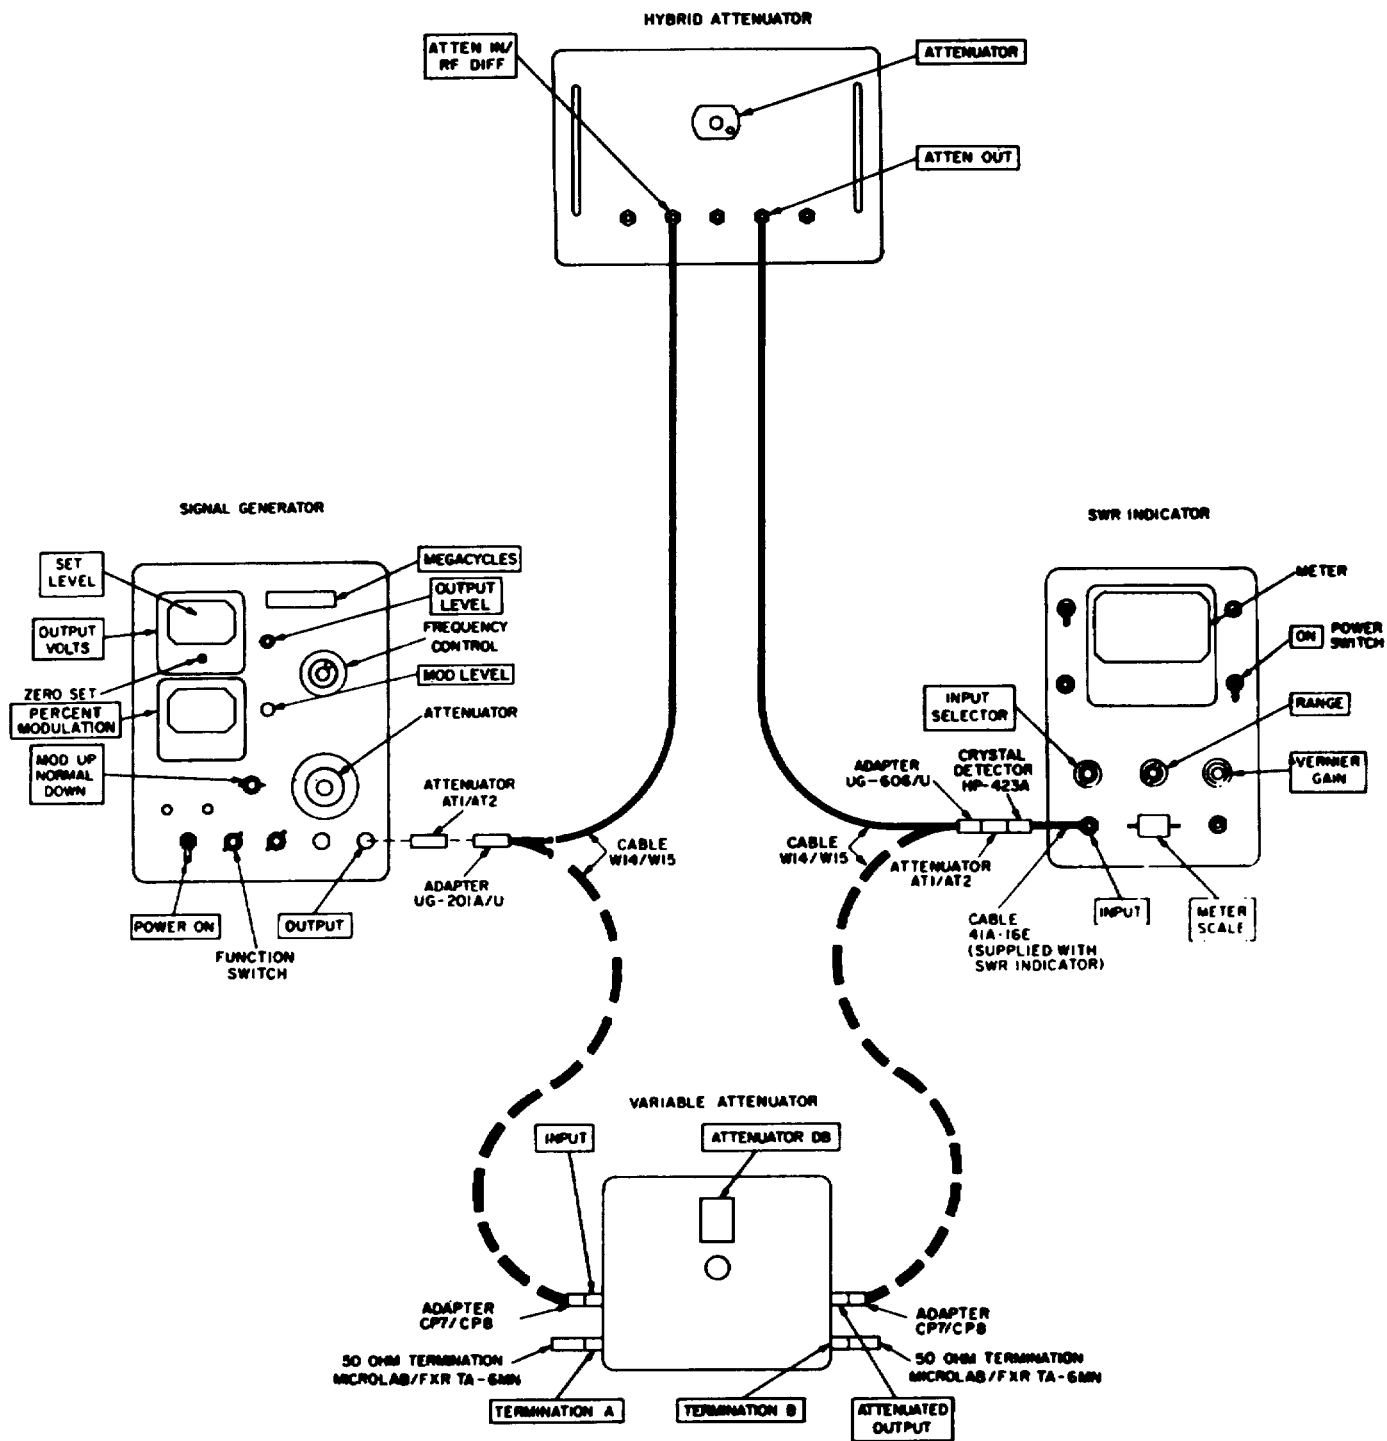 HYBRID ATTENUATOR
ATTEN IN/
RF DIFF
ATTENUATOR
ATTEN OUT
SIGNAL GENERATOR
SET
LEVEL
OUTPUT
VOLTS
ZERO SET
PERCENT
MODULATION
MOD UP
NORMAL
DOWN
MEGACYCLES
OUTPUT
LEVEL
FREQUENCY
CONTROL
MOD LEVEL
ATTENUATOR
ATTENUATOR
AT1/AT2
ADAPTER
UG-201A/U
POWER ON
FUNCTION
SWITCH
OUTPUT
CABLE
W14/W15
SWR INDICATOR
METER
ON POWER
SWITCH
INPUT
SELECTOR
RANGE
VERNIER
GAIN
ADAPTER
UG-606/U
CRYSTAL
DETECTOR
HP-423A
CABLE
W14/W15
ATTENUATOR
AT1/AT2
CABLE
41A-16E
(SUPPLIED WITH
SWR INDICATOR)
INPUT
METER
SCALE
VARIABLE ATTENUATOR
INPUT
ATTENUATOR DB
ADAPTER
CP7/CP8
50 OHM TERMINATION
MICROLAB/FXR TA-6MN
TERMINATION A
TERMINATION B
ATTENUATED
OUTPUT
ADAPTER
CP7/CP8
50 OHM TERMINATION
MICROLAB/FXR TA-6MN